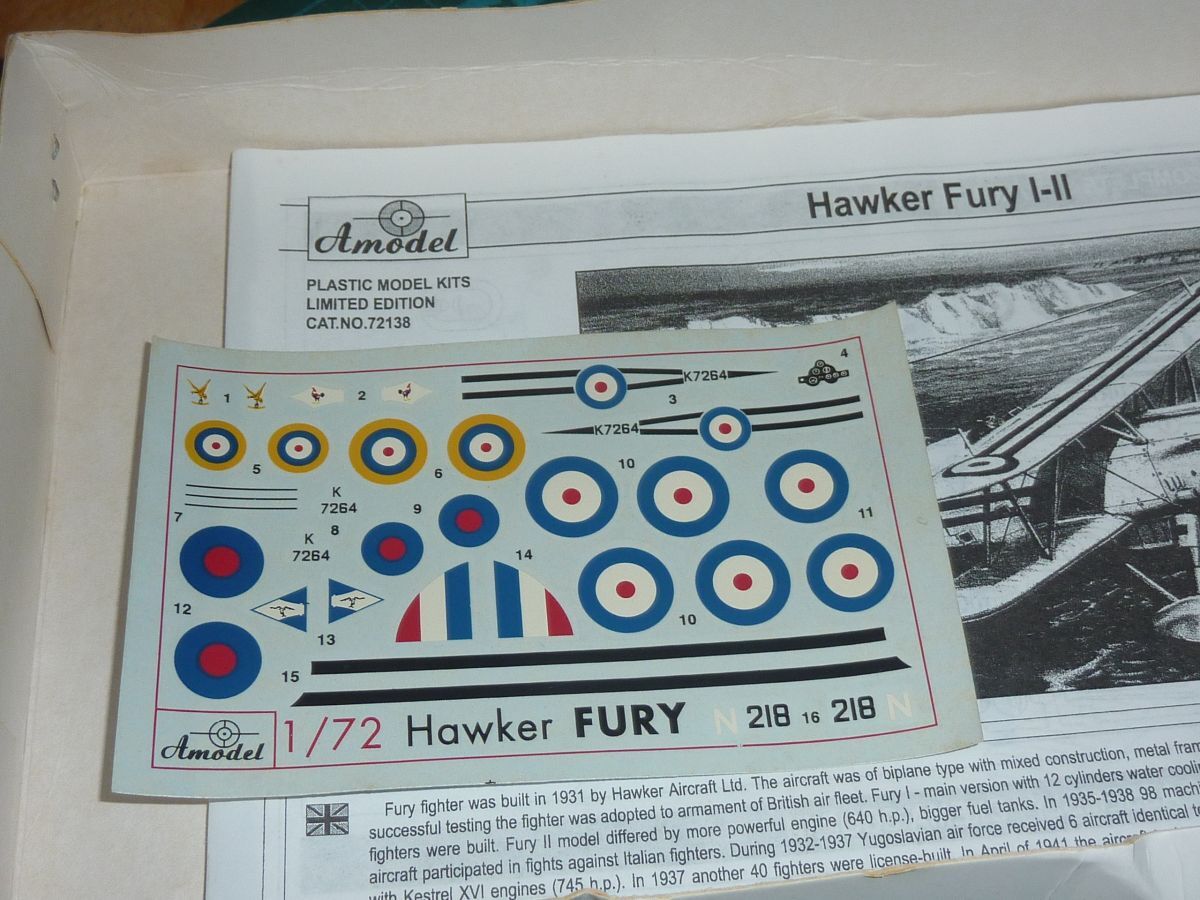 Hawker Fury I-II
Amodel
PLASTIC MODEL KITS
LIMITED EDITION
CAT.NO.72138
1
2
K7264
3
4
K7264
5
6
7
K
7264
8
9
10
11
K
7264
12
13
14
10
15
Amodel
1/72 Hawker FURY
N 218 16 218 N
Fury fighter was built in 1931 by Hawker Aircraft Ltd. The aircraft was of biplane type with mixed construction, metal fram
successful testing the fighter was adopted to armament of British air fleet. Fury I - main version with 12 cylinders water cooli
fighters were built. Fury II model differed by more powerful engine (640 h.p.), bigger fuel tanks. In 1935-1938 98 machi
aircraft participated in fights against Italian fighters. During 1932-1937 Yugoslavian air force received 6 aircraft identical t
with Kestrel XVI engines (745 h.p.). In 1937 another 40 fighters were license-built. In April of 1941 the aircraft